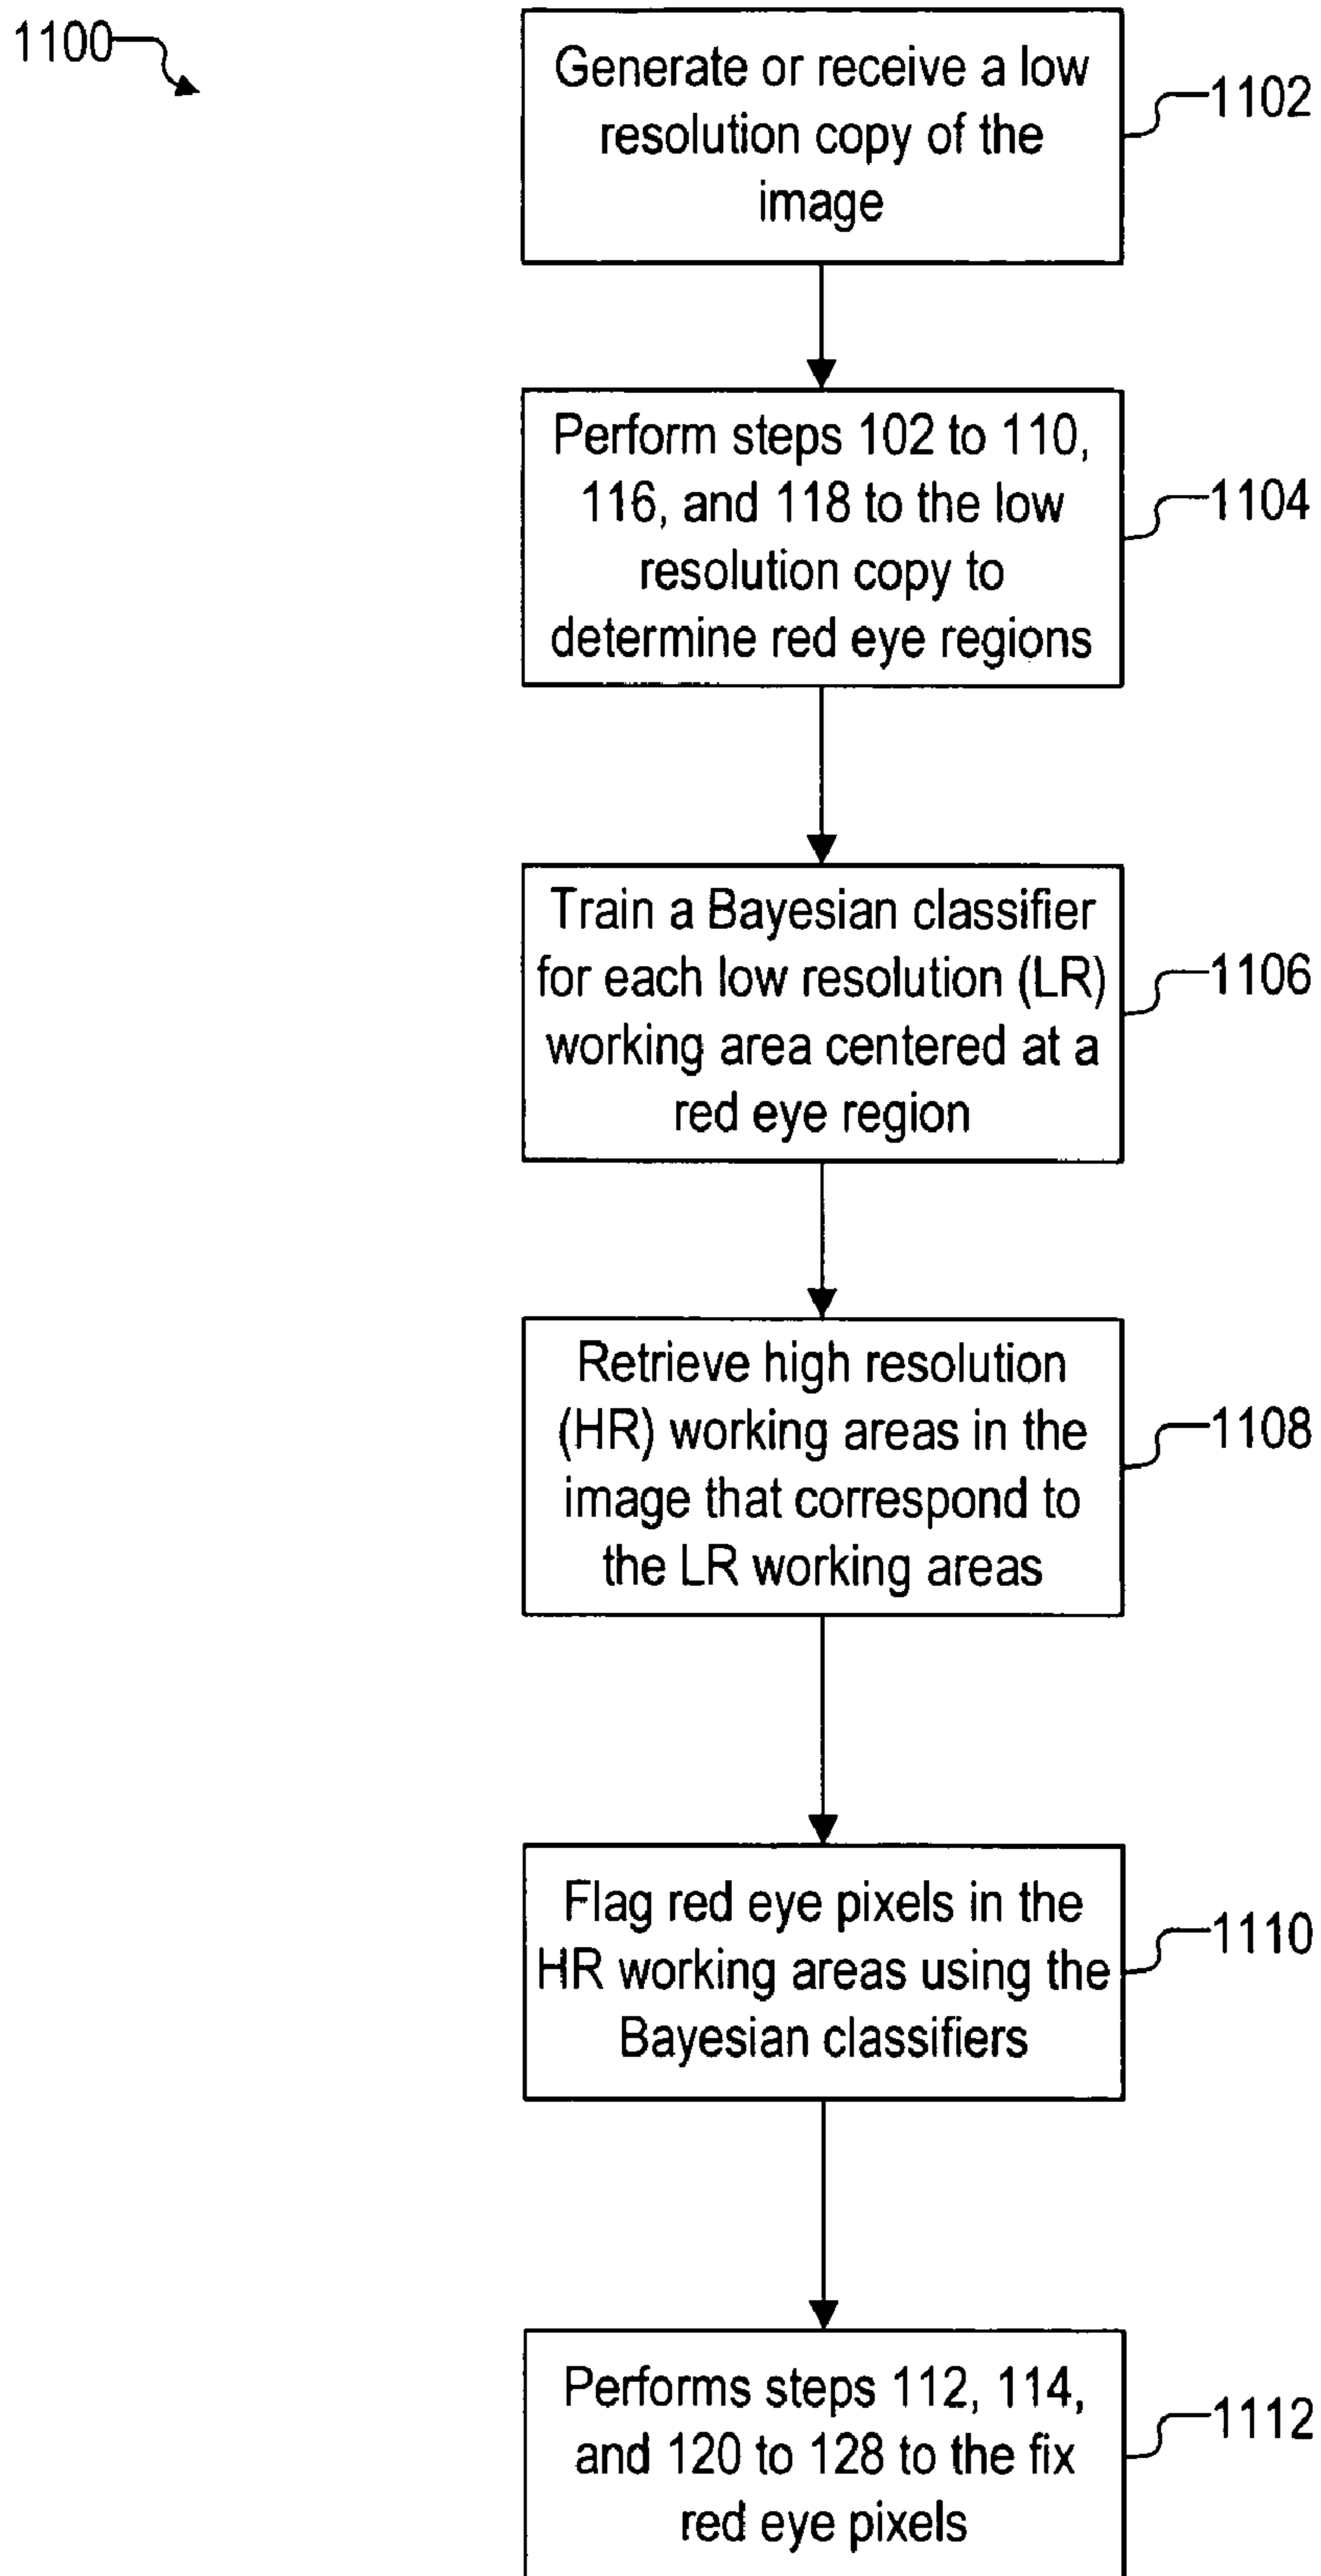 1100
Generate or receive a low
resolution copy of the
image
1102
Perform steps 102 to 110,
116, and 118 to the low
resolution copy to
determine red eye regions
1104
Train a Bayesian classifier
for each low resolution (LR)
working area centered at a
red eye region
1106
Retrieve high resolution
(HR) working areas in the
image that correspond to
the LR working areas
1108
Flag red eye pixels in the
HR working areas using the
Bayesian classifiers
1110
Performs steps 112, 114,
and 120 to 128 to the fix
red eye pixels
1112